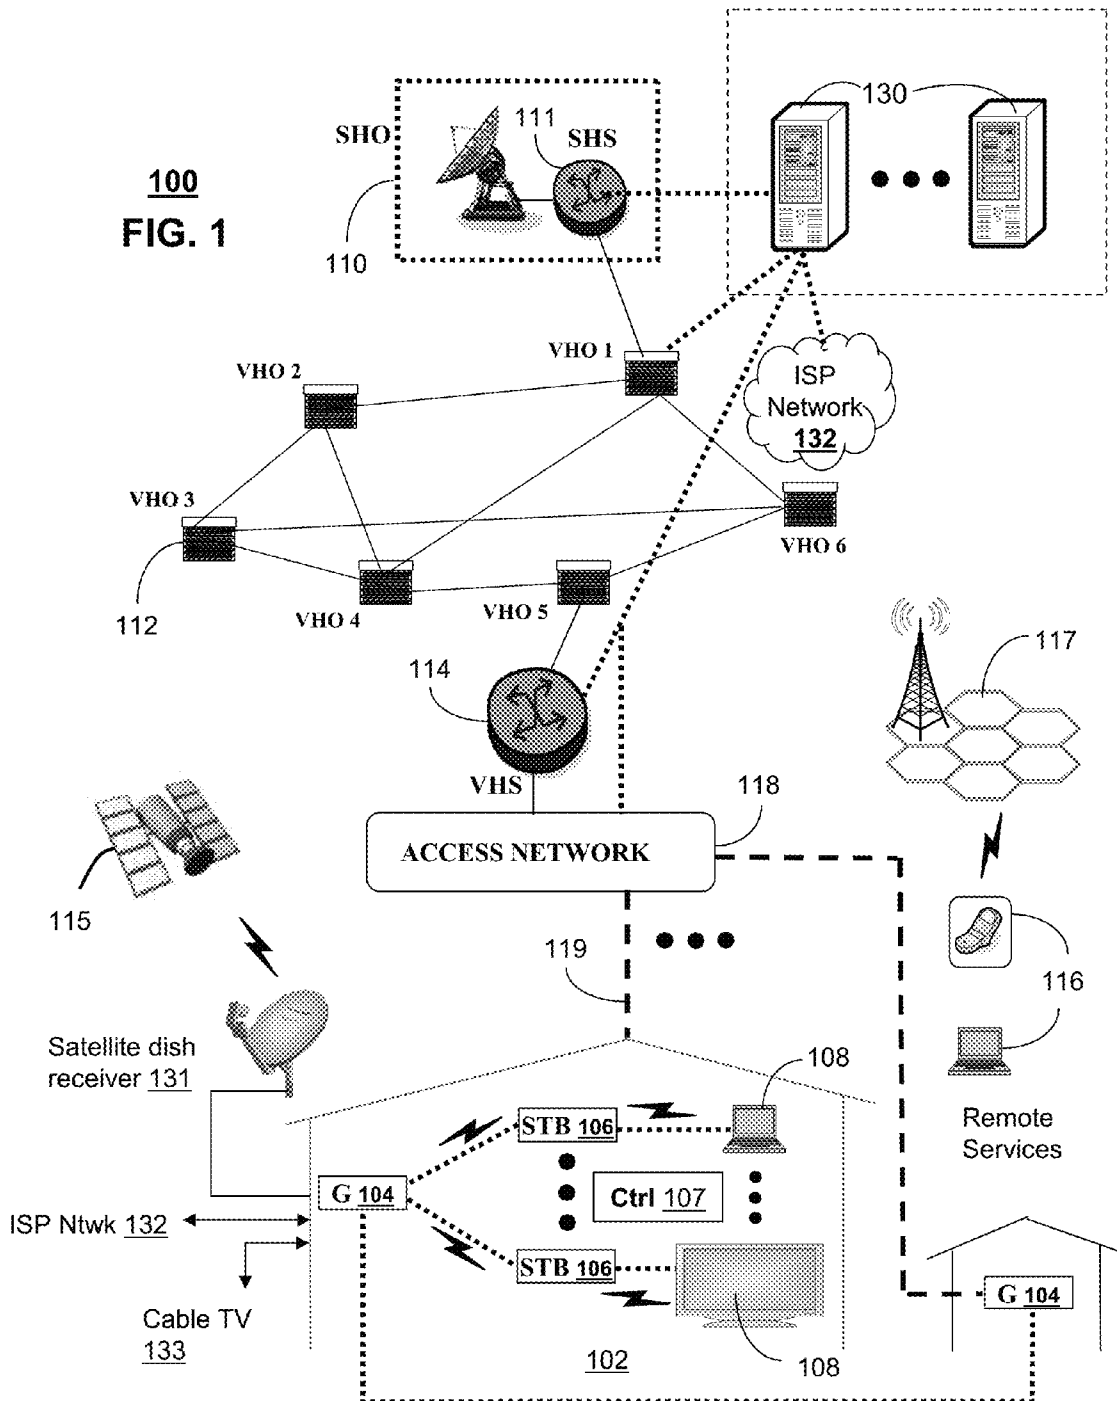 130
111
SHO
SHS
100
FIG. 1
110
VHO 1
VHO 2
ISP
Network
132
VHO 3
VHO 6
VHO 4
VHO 5
112
117
114
VHS
118
ACCESS NETWORK
115
119
116
Satellite dish
receiver 131
108
STB 106
Remote
Services
G 104
Ctrl 107
ISP Ntwk 132
STB 106
Cable TV
133
G 104
102
108